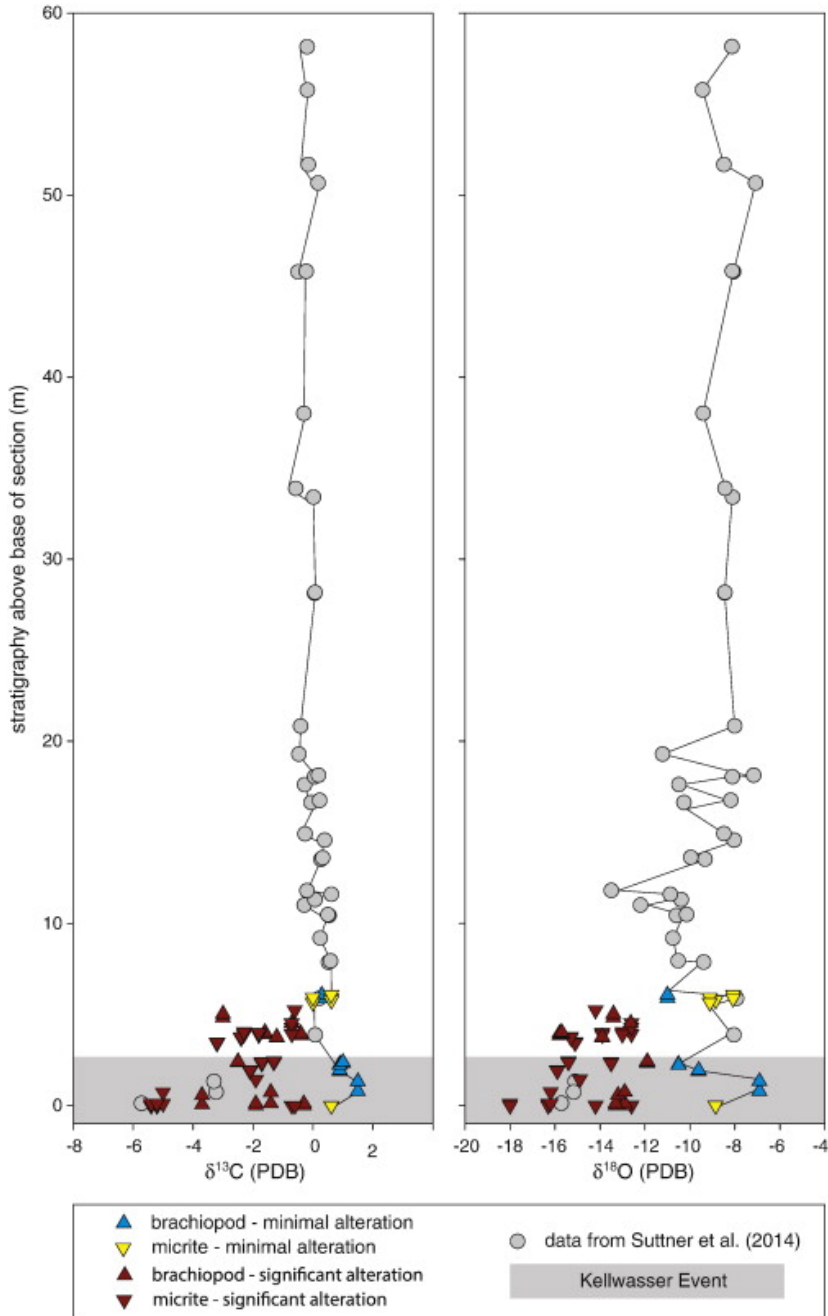 60
50
40
30
20
10
0
stratigraphy above base of section (m)
-8 -6 -4 -2 0 2
δ13C (PDB)
-20 -18 -16 -14 -12 -10 -8 -6 -4
δ18O (PDB)
brachiopod - minimal alteration
micrite - minimal alteration
brachiopod - significant alteration
micrite - significant alteration
data from Suttner et al. (2014)
Kellwasser Event